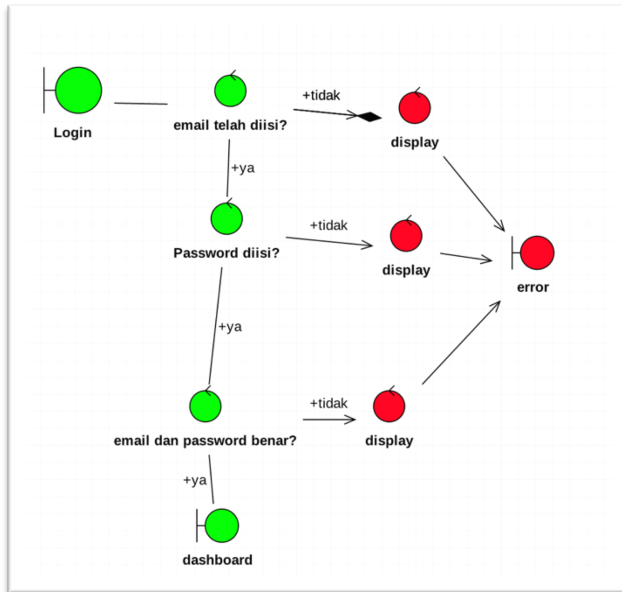 Login
email telah diisi?
+tidak
display
+ya
Password diisi?
+tidak
display
error
+ya
email dan password benar?
+tidak
display
+ya
dashboard